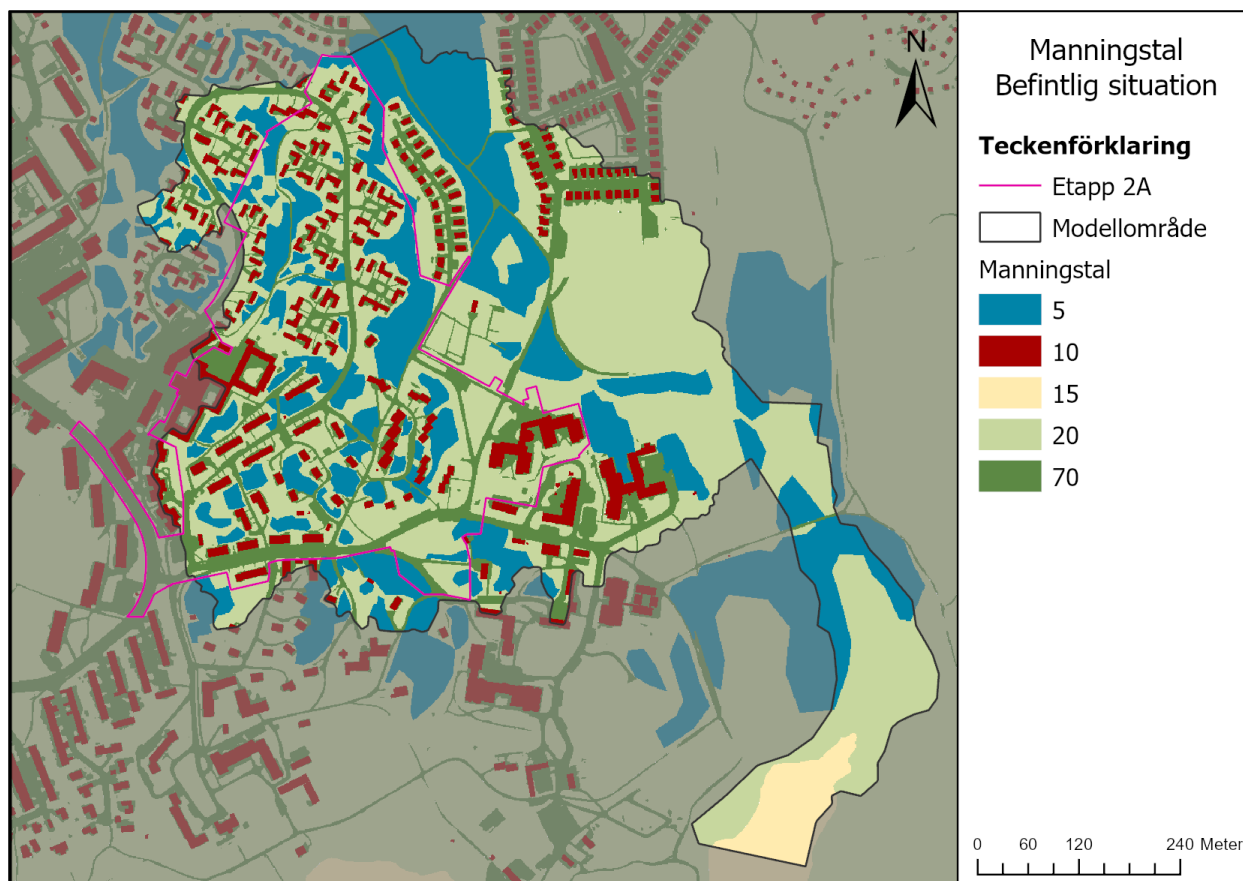 Manningstal
Befintlig situation
N
Teckenförklaring
Etapp 2A
Modellområde
Manningstal
5
10
15
20
70
0 60 120 240 Meter